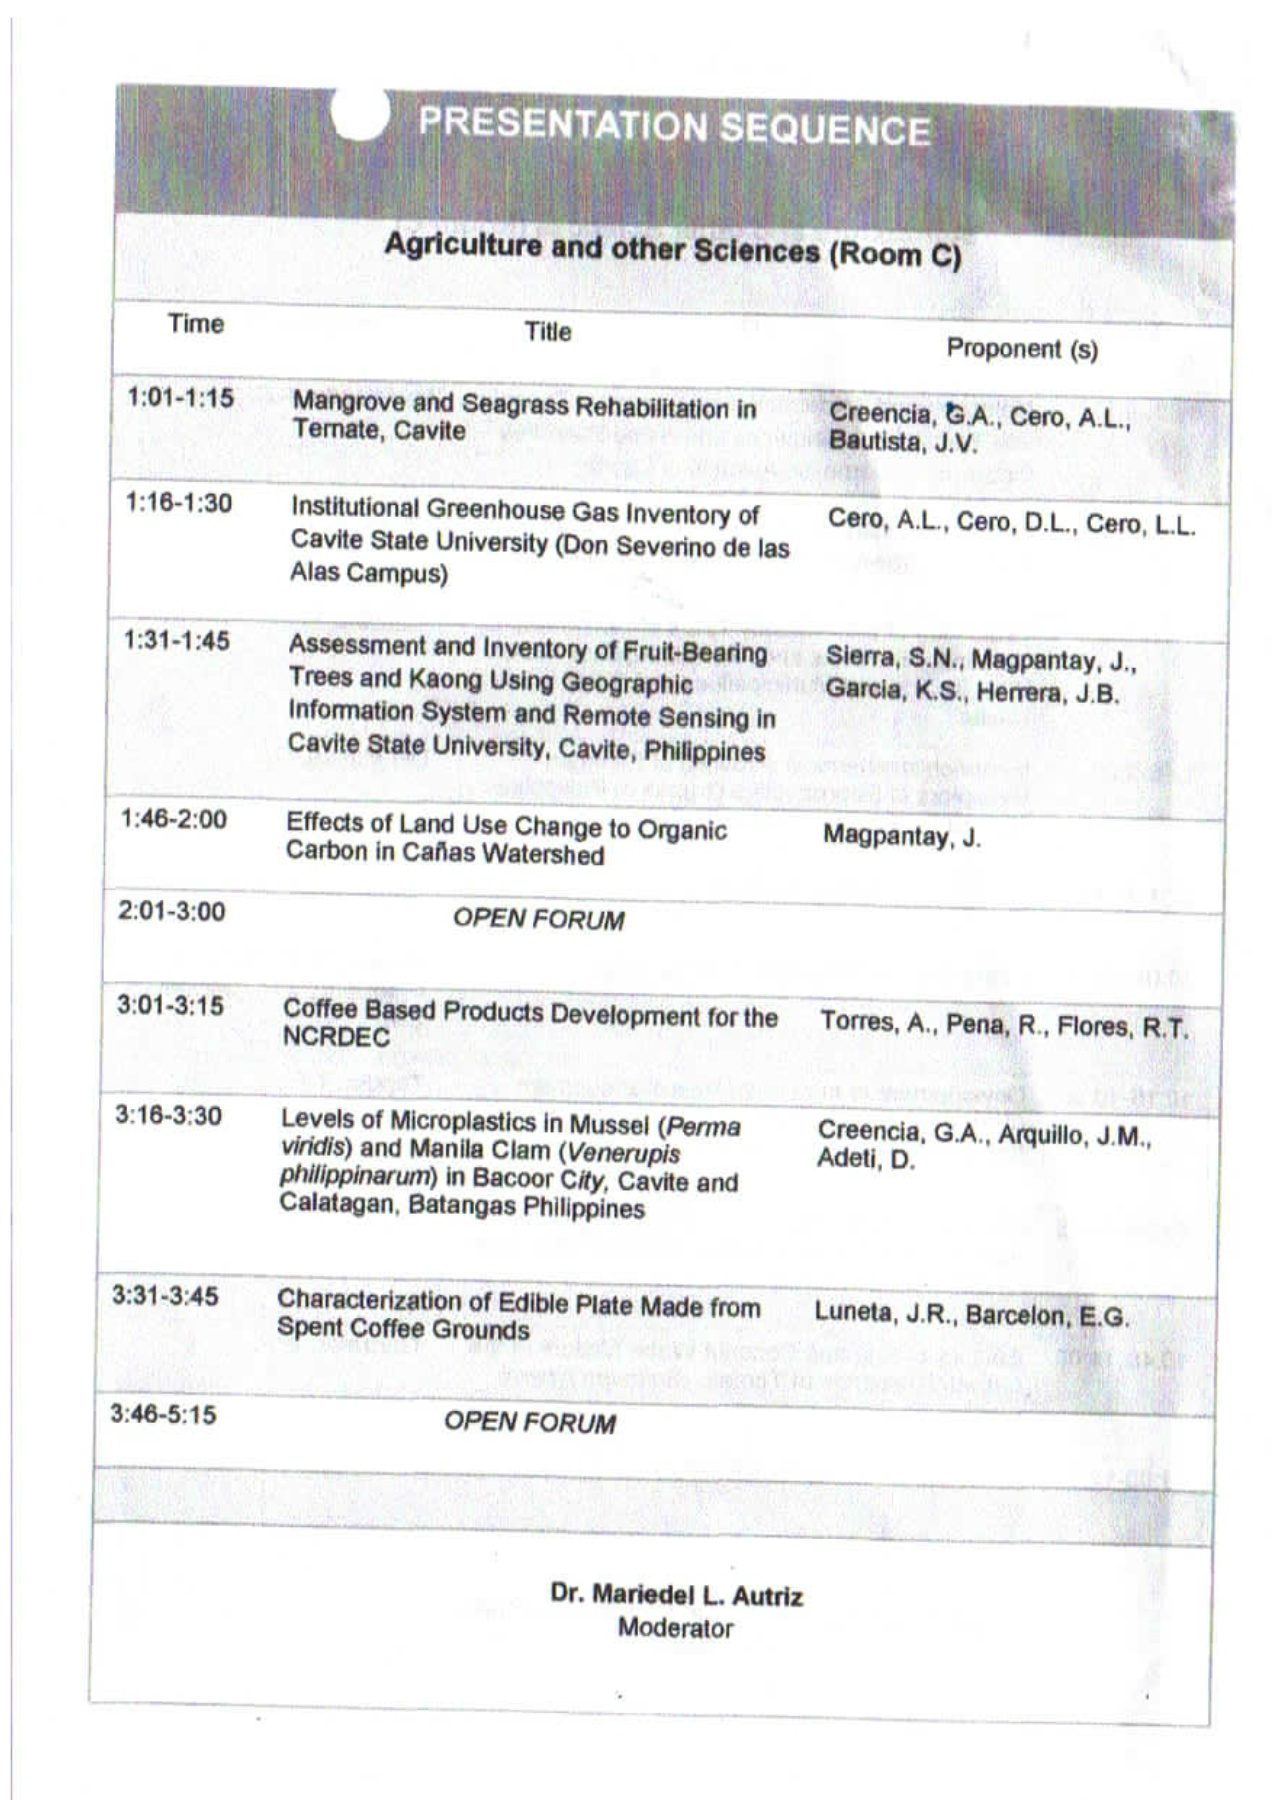 PRESENTATION SEQUENCE
Agriculture and other Sciences (Room C)
Time Title Proponent (s)
1:01-1:15 Mangrove and Seagrass Rehabilitation in Creencia, G.A., Cero, A.L.,
Ternate, Cavite Bautista, J.V.
1:16-1:30 Institutional Greenhouse Gas Inventory of Cero, A.L., Cero, D.L., Cero, L.L.
Cavite State University (Don Severino de las
Alas Campus)
1:31-1:45 Assessment and Inventory of Fruit-Bearing Sierra, S.N., Magpantay, J.,
Trees and Kaong Using Geographic Garcia, K.S., Herrera, J.B.
Information System and Remote Sensing in
Cavite State University, Cavite, Philippines
1:46-2:00 Effects of Land Use Change to Organic Magpantay, J.
Carbon in Cañas Watershed
2:01-3:00 OPEN FORUM
3:01-3:15 Coffee Based Products Development for the Torres, A., Pena, R., Flores, R.T.
NCRDEC
3:16-3:30 Levels of Microplastics in Mussel (Perma Creencia, G.A., Arquillo, J.M.,
viridis) and Manila Clam (Venerupis Adeti, D.
philippinarum) in Bacoor City, Cavite and
Calatagan, Batangas Philippines
3:31-3:45 Characterization of Edible Plate Made from Luneta, J.R., Barcelon, E.G.
Spent Coffee Grounds
3:46-5:15 OPEN FORUM
Dr. Mariedel L. Autriz
Moderator